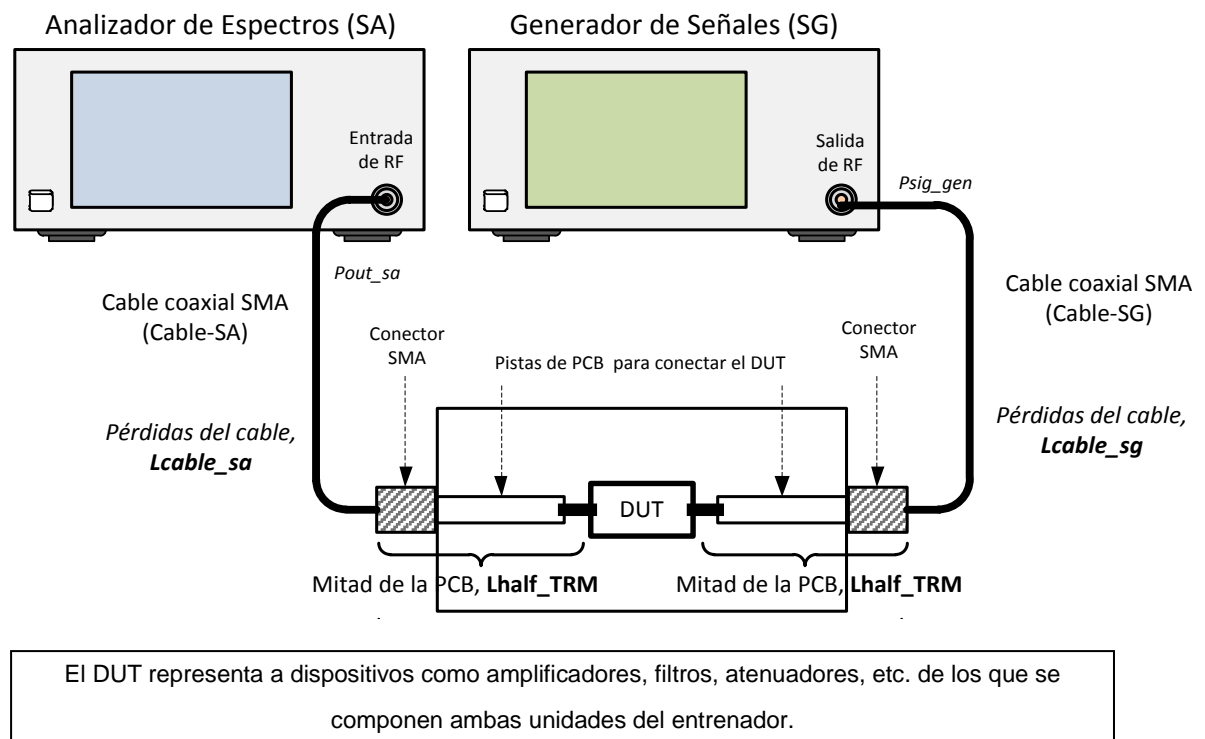 Analizador de Espectros (SA)
Generador de Señales (SG)
Entrada
de RF
Salida
de RF
Psig_gen
Pout_sa
Cable coaxial SMA
(Cable-SA)
Cable coaxial SMA
(Cable-SG)
Conector
SMA
Pistas de PCB para conectar el DUT
Conector
SMA
Pérdidas del cable,
Lcable_sa
Pérdidas del cable,
Lcable_sg
DUT
Mitad de la PCB, Lhalf_TRM
Mitad de la PCB, Lhalf_TRM
El DUT representa a dispositivos como amplificadores, filtros, atenuadores, etc. de los que se
componen ambas unidades del entrenador.